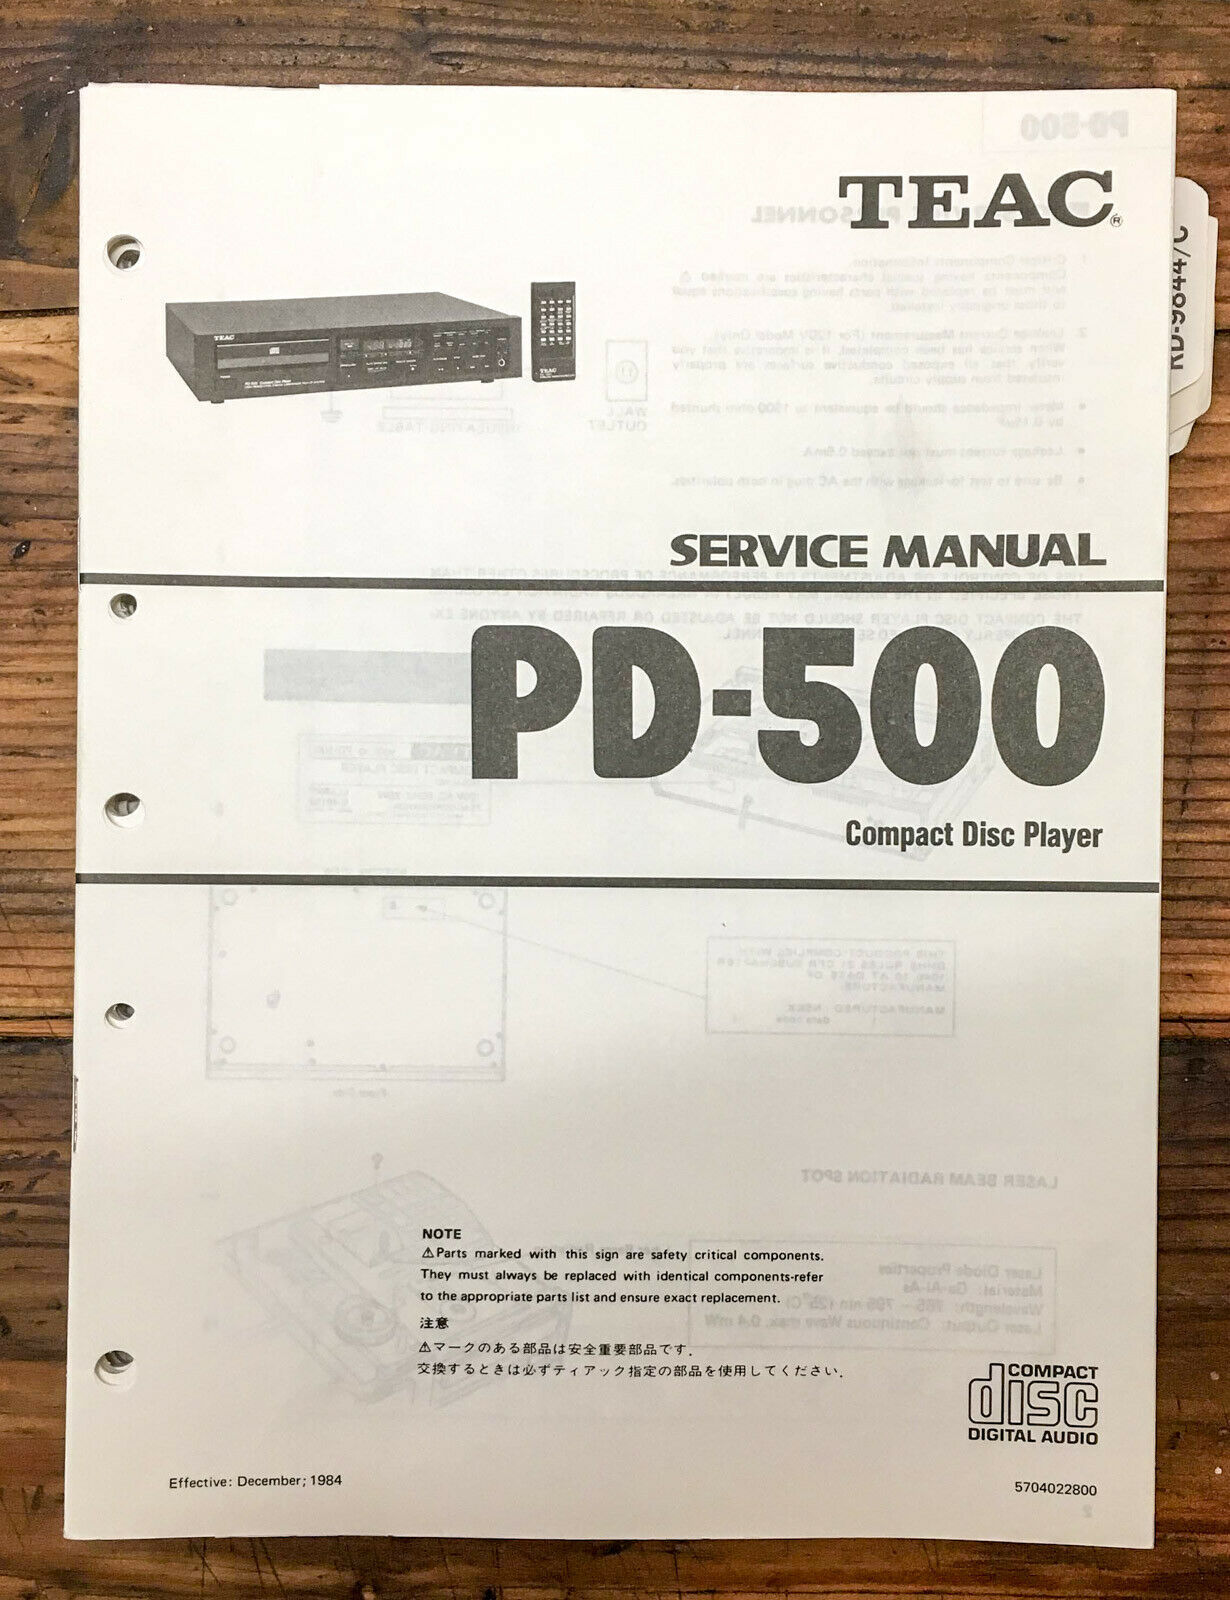 TEAC®
RD-9844/C
TEAC
TEAC
SERVICE MANUAL
PD-500
Compact Disc Player
NOTE
⚠Parts marked with this sign are safety critical components.
They must always be replaced with identical components-refer
to the appropriate parts list and ensure exact replacement.
注意
⚠マークのある部品は安全重要部品です.
交換するときは必ずティアック指定の部品を使用してください.
COMPACT
disc
DIGITAL AUDIO
Effective: December; 1984
5704022800